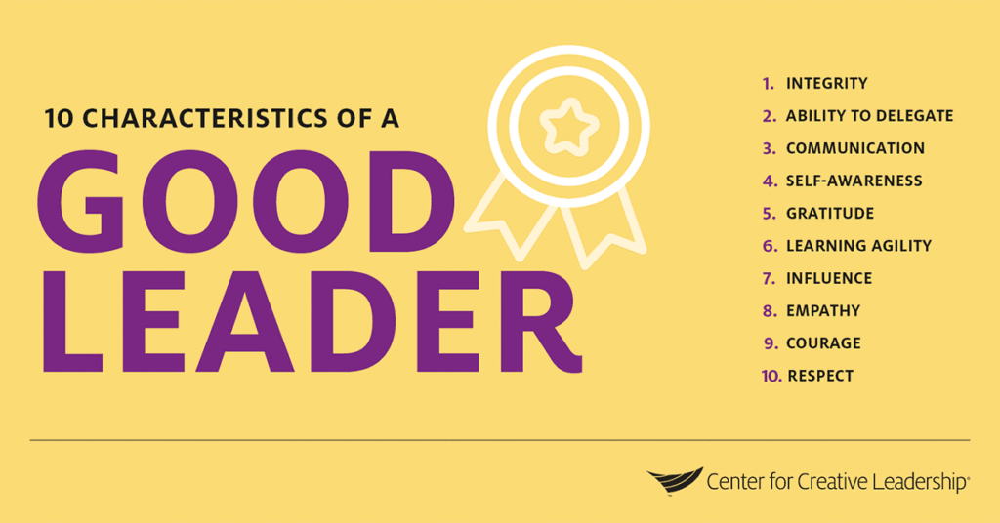 10 CHARACTERISTICS OF A
GOOD
LEADER
1. INTEGRITY
2. ABILITY TO DELEGATE
3. COMMUNICATION
4. SELF-AWARENESS
5. GRATITUDE
6. LEARNING AGILITY
7. INFLUENCE
8. EMPATHY
9. COURAGE
10. RESPECT
Center for Creative Leadership®